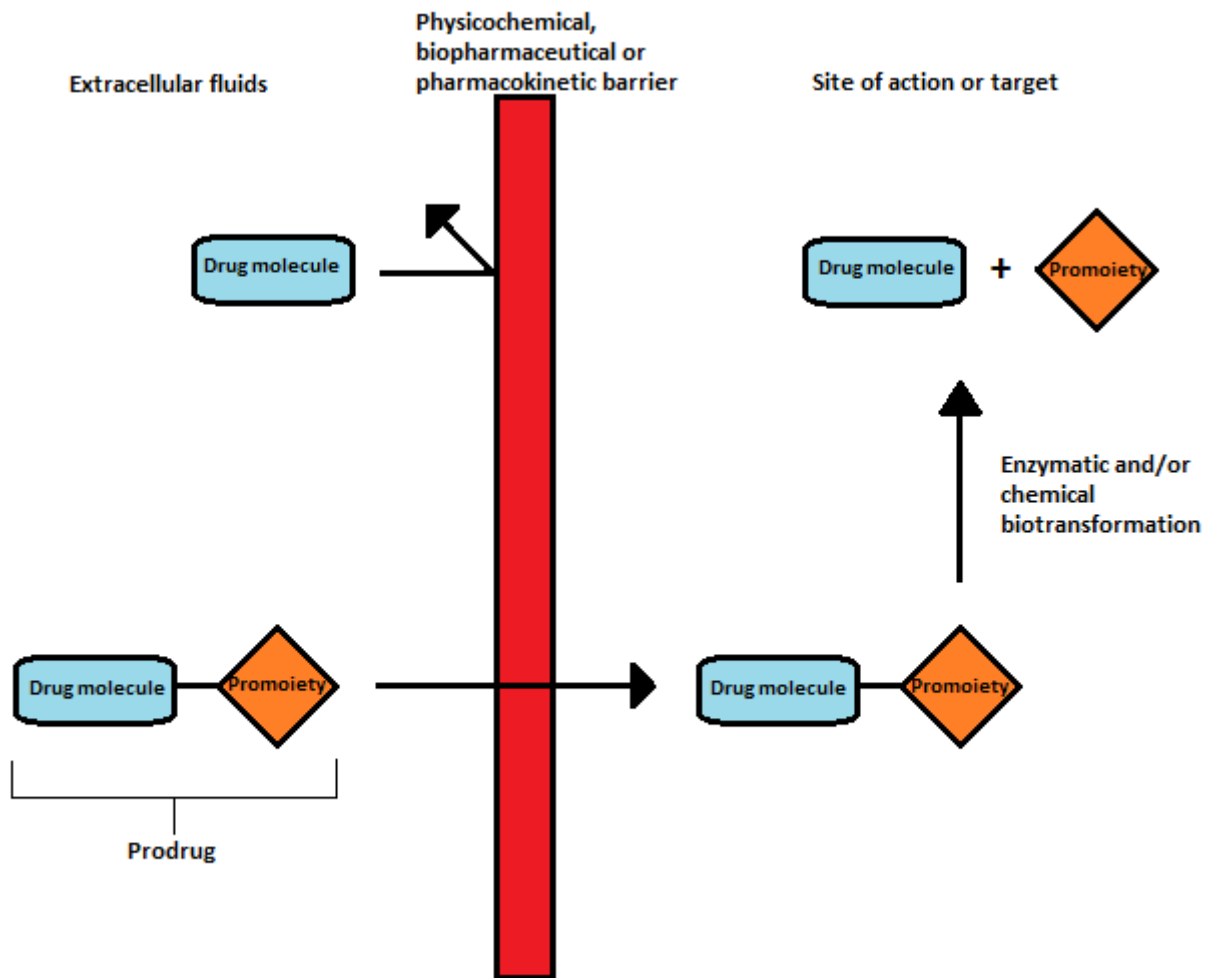 Physicochemical,
biopharmaceutical or
pharmacokinetic barrier
Extracellular fluids
Site of action or target
Drug molecule
Drug molecule
+
Promoiety
Enzymatic and/or
chemical
biotransformation
Drug molecule
Promoiety
Drug molecule
Promoiety
Prodrug